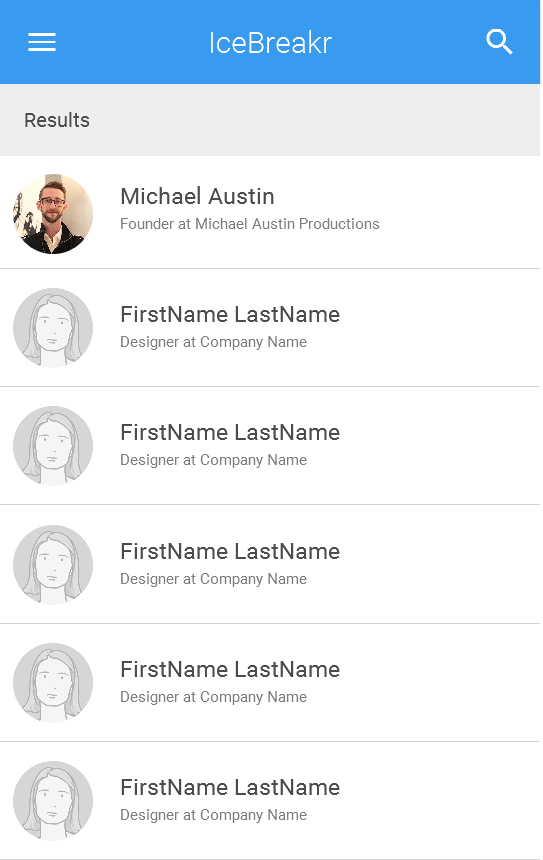 IceBreakr
Results
Michael Austin
Founder at Michael Austin Productions
FirstName LastName
Designer at Company Name
FirstName LastName
Designer at Company Name
FirstName LastName
Designer at Company Name
FirstName LastName
Designer at Company Name
FirstName LastName
Designer at Company Name